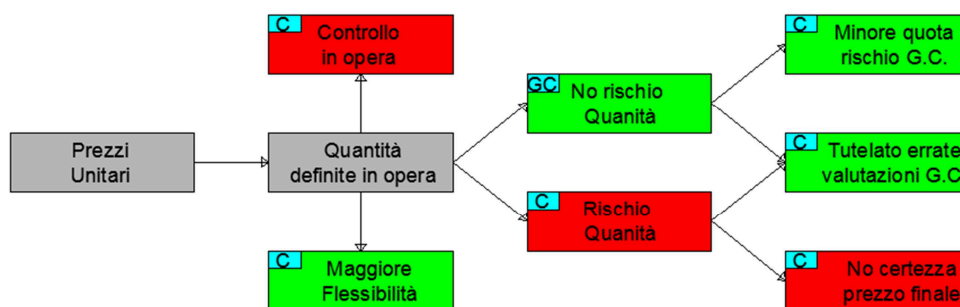 C
Controllo
in opera
C
Minore quota
rischio G.C.
GC
No rischio
Quanità
Prezzi
Unitari
Quantità
definite in opera
C
Tutelato errate
valutazioni G.C
C
Rischio
Quanità
C
Maggiore
Flessibilità
C
No certezza
prezzo finale